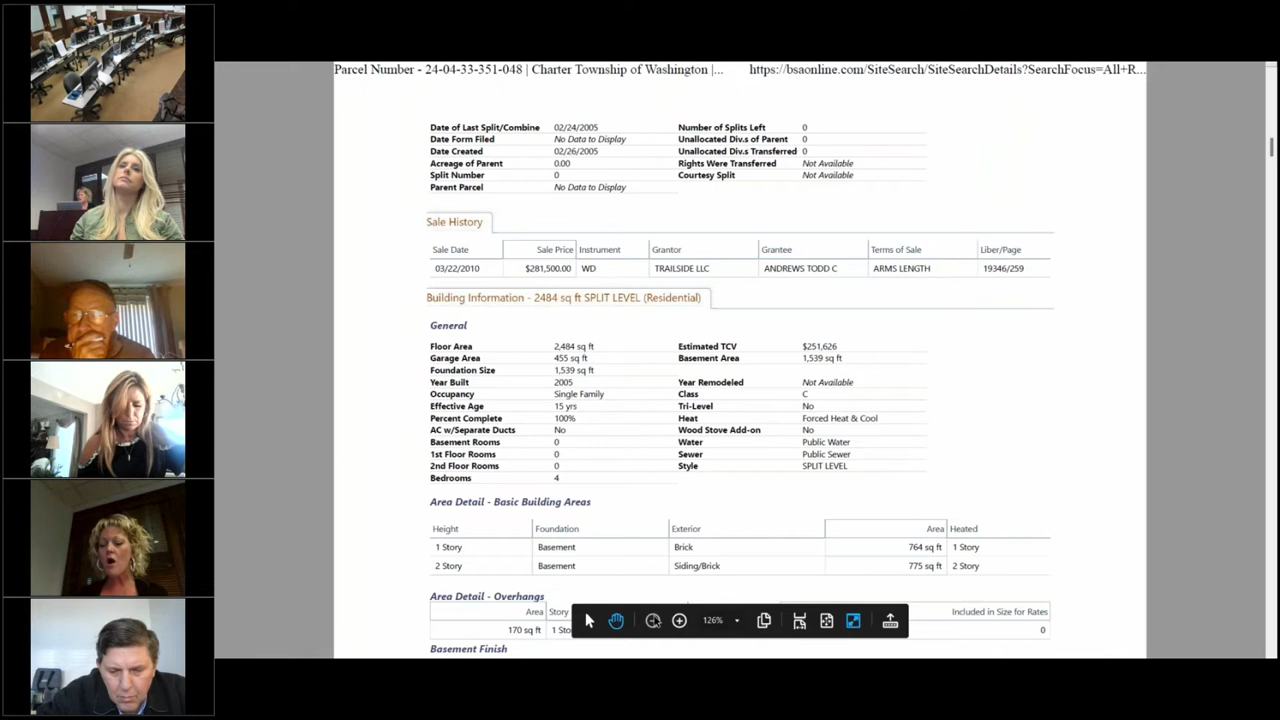 Parcel Number - 24-04-33-351-048 | Charter Township of Washington |... https://bsaonline.com/SiteSearch/SiteSearchDetails?SearchFocus=All+R...
Date of Last Split/Combine 02/24/2005 Number of Splits Left 0
Date Form Filed No Data to Display Unallocated Div.s of Parent 0
Date Created 02/26/2005 Unallocated Div.s Transferred 0
Acreage of Parent 0.00 Rights Were Transferred Not Available
Split Number 0 Courtesy Split Not Available
Parent Parcel No Data to Display
Sale History
Sale Date Sale Price Instrument Grantor Grantee Terms of Sale Liber/Page
03/22/2010 $281,500.00 WD TRAILSIDE LLC ANDREWS TODD C ARMS LENGTH 19346/259
Building Information - 2484 sq ft SPLIT LEVEL (Residential)
General
Floor Area 2,484 sq ft Estimated TCV $251,626
Garage Area 455 sq ft Basement Area 1,539 sq ft
Foundation Size 1,539 sq ft
Year Built 2005 Year Remodeled Not Available
Occupancy Single Family Class C
Effective Age 15 yrs Tri-Level No
Percent Complete 100% Heat Forced Heat & Cool
AC w/Separate Ducts No Wood Stove Add-on No
Basement Rooms 0 Water Public Water
1st Floor Rooms 0 Sewer Public Sewer
2nd Floor Rooms 0 Style SPLIT LEVEL
Bedrooms 4
Area Detail - Basic Building Areas
Height Foundation Exterior Area Heated
1 Story Basement Brick 764 sq ft 1 Story
2 Story Basement Siding/Brick 775 sq ft 2 Story
Area Detail - Overhangs
Area Story Included in Size for Rates
170 sq ft 1 Sto 0
126%
Basement Finish